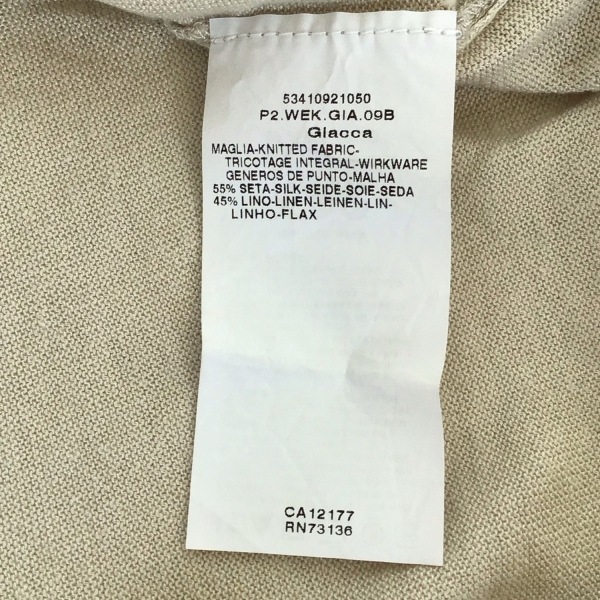 53410921050
P2.WEK.GIA.09B
Giacca
MAGLIA-KNITTED FABRIC-
TRICOTAGE INTEGRAL-WIRKWARE
GENEROS DE PUNTO-MALHA
55% SETA-SILK-SEIDE-SOIE-SEDA
45% LINO-LINEN-LEINEN-LIN-
LINHO-FLAX
CA12177
RN73136